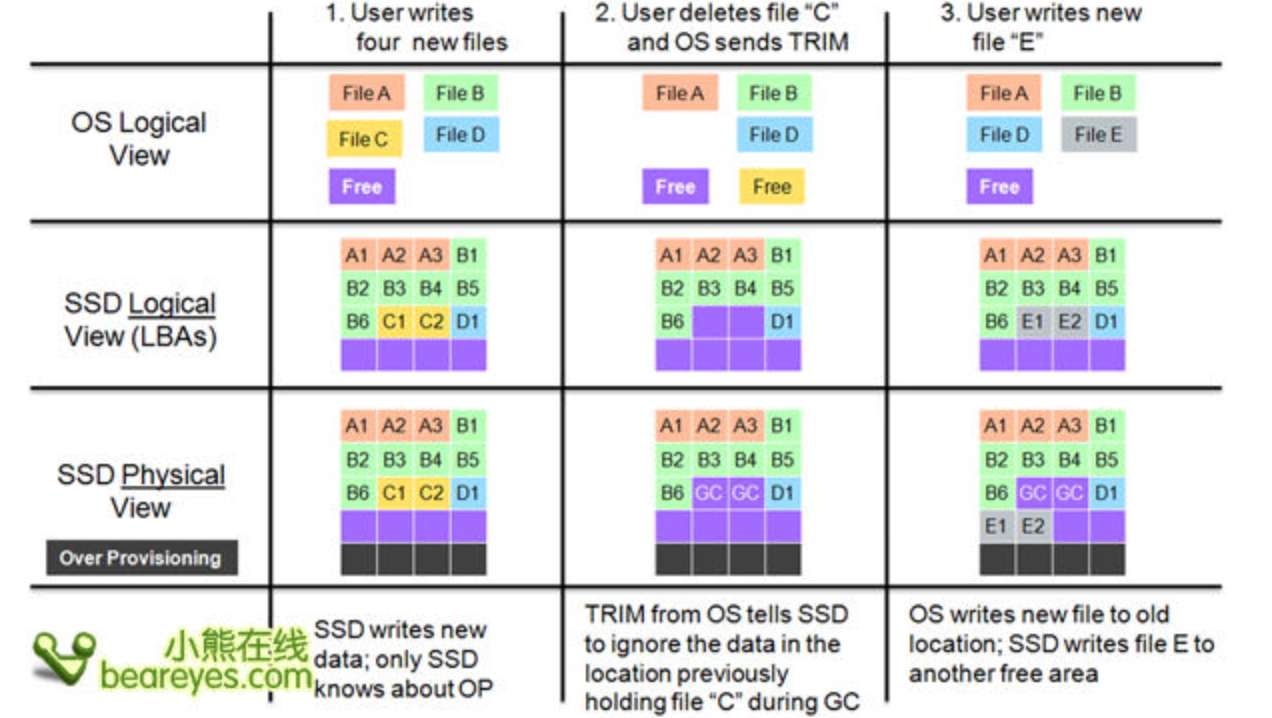 1. User writes
four new files
2. User deletes file “C”
and OS sends TRIM
3. User writes new
file “E”
OS Logical
View
File A
File B
File C
File D
Free
File A
File B
File D
Free
Free
File A
File B
File D
File E
Free
SSD Logical
View (LBAs)
A1 A2 A3 B1
B2 B3 B4 B5
B6 C1 C2 D1
A1 A2 A3 B1
B2 B3 B4 B5
B6 D1
A1 A2 A3 B1
B2 B3 B4 B5
B6 E1 E2 D1
SSD Physical
View
Over Provisioning
A1 A2 A3 B1
B2 B3 B4 B5
B6 C1 C2 D1
A1 A2 A3 B1
B2 B3 B4 B5
B6 GC GC D1
A1 A2 A3 B1
B2 B3 B4 B5
B6 GC GC D1
E1 E2
小熊在线
beareyes.com
SSD writes new
data; only SSD
knows about OP
TRIM from OS tells SSD
to ignore the data in the
location previously
holding file “C” during GC
OS writes new file to old
location; SSD writes file E to
another free area